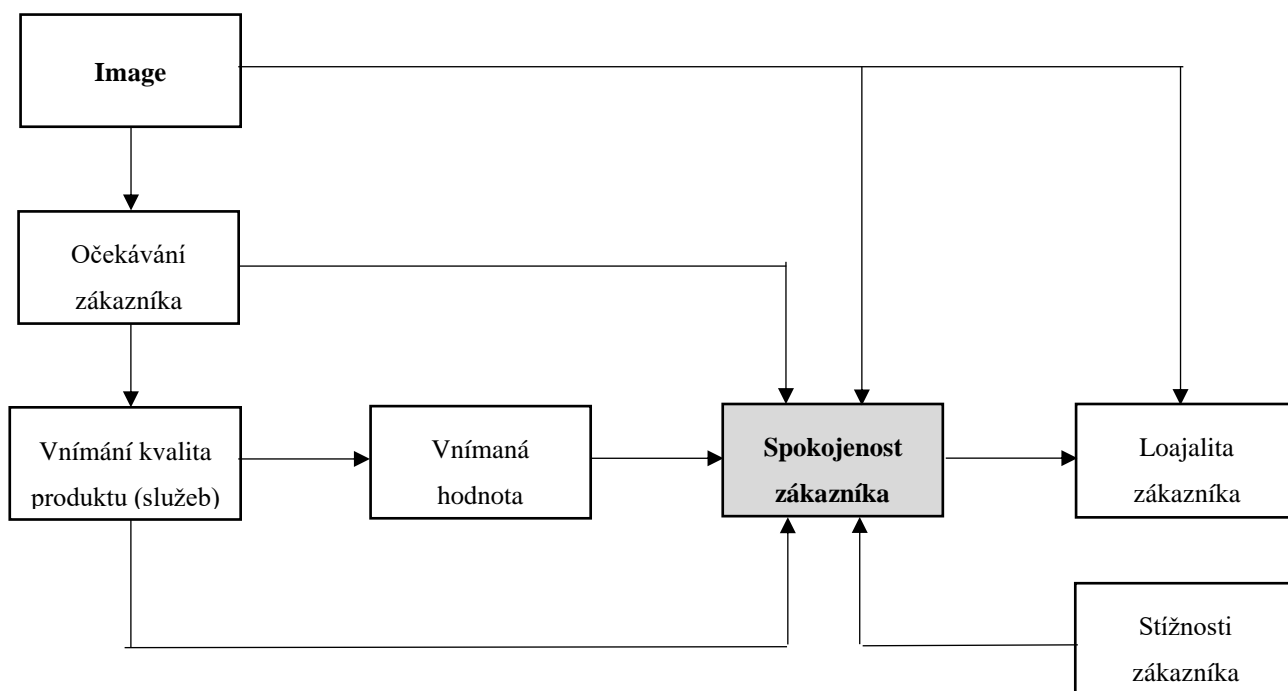 Image
Očekávání
zákazníka
Vnímání kvalita
produktu (služeb)
Vnímaná
hodnota
Spokojenost
zákazníka
Loajalita
zákazníka
Stížnosti
zákazníka